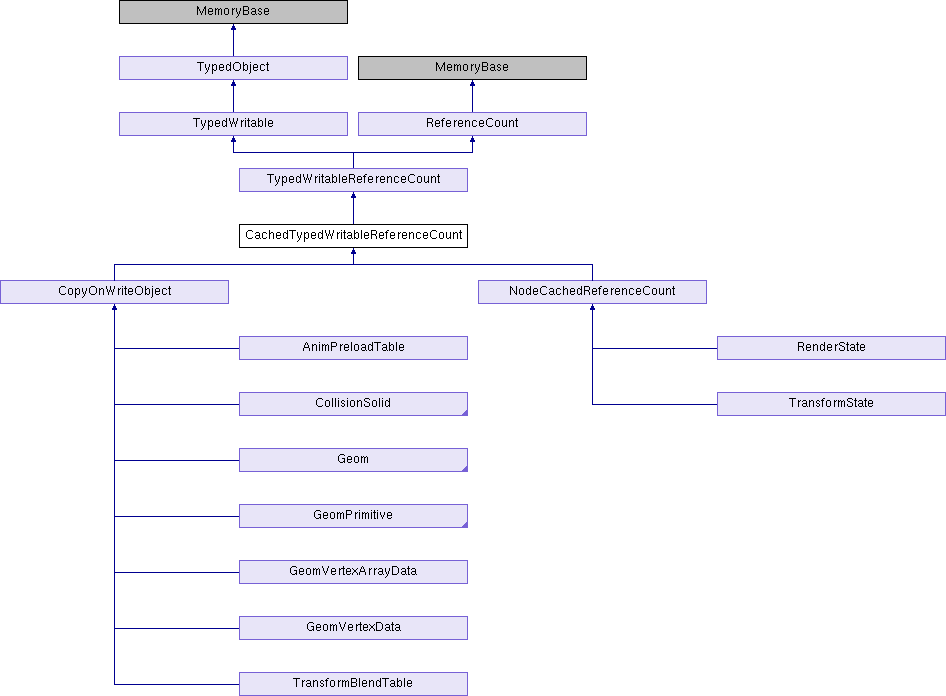 MemoryBase
TypedObject
MemoryBase
TypedWritable
ReferenceCount
TypedWritableReferenceCount
CachedTypedWritableReferenceCount
CopyOnWriteObject
NodeCachedReferenceCount
AnimPreloadTable
RenderState
CollisionSolid
TransformState
Geom
GeomPrimitive
GeomVertexArrayData
GeomVertexData
TransformBlendTable